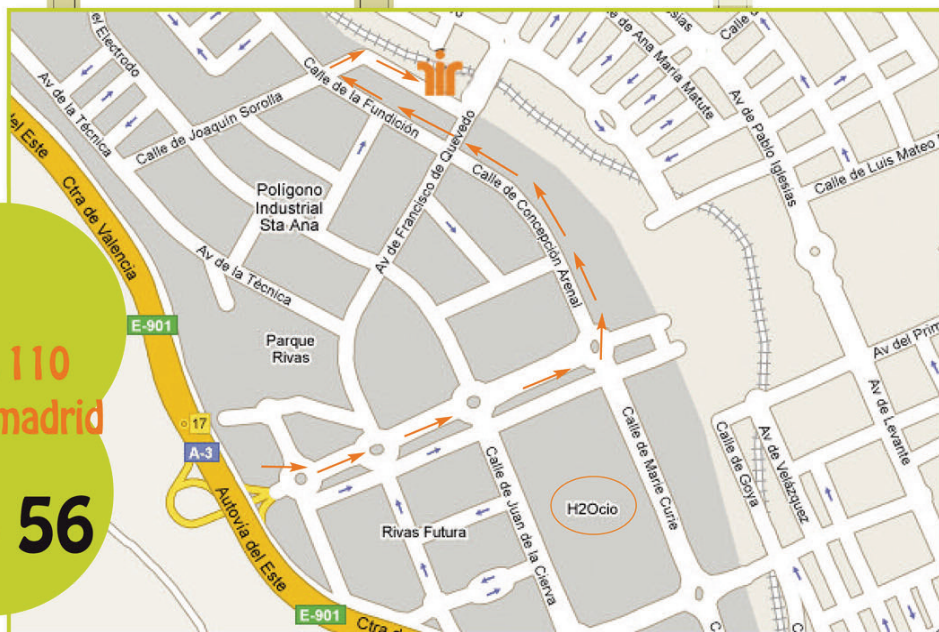 el Electrodo
Av de la Técnica
Calle de Joaquín Sorolla
Calle de la Fundición
Av de Francisco de Quevedo
Calle de Concepción Arenal
Calle de Ana María Matute
Calle
Av de Pablo Iglesias
Calle de Luis Mateo
del Este
Ctra de Valencia
Polígono
Industrial
Sta Ana
Av de la Técnica
E-901
Parque
Rivas
110
madrid
17
A-3
56
Av del Prim
Av de Levante
Calle de Goya
Av de Velázquez
Calle de Marie Curie
Calle de Juan de la Cierva
H2Ocio
Rivas Futura
Autovía del Este
E-901
Ctra d
rir